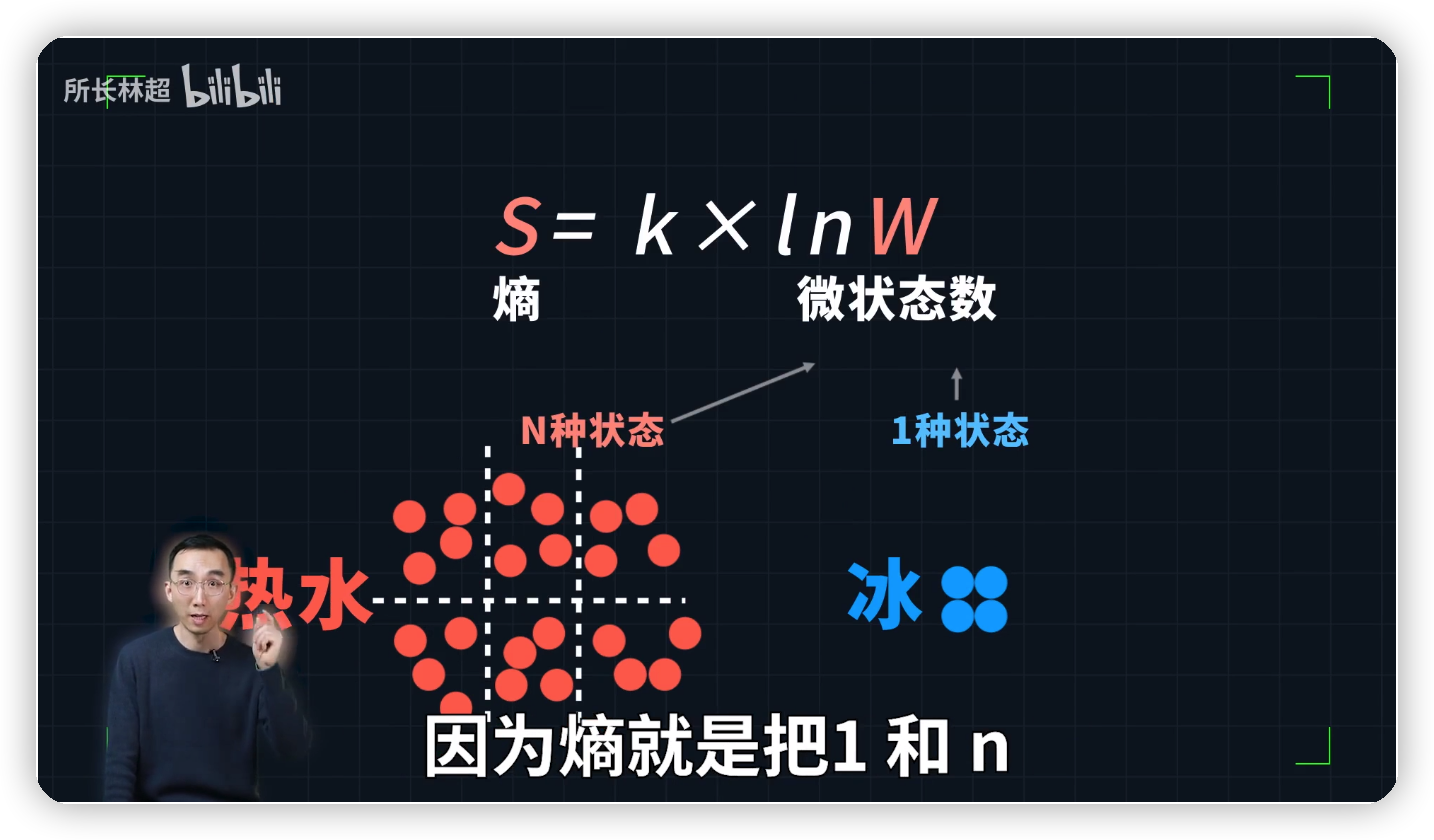 所长林超 bilibili
S = k × ln W
熵 微状态数
N种状态 1种状态
热水 冰
因为熵就是把1 和 n